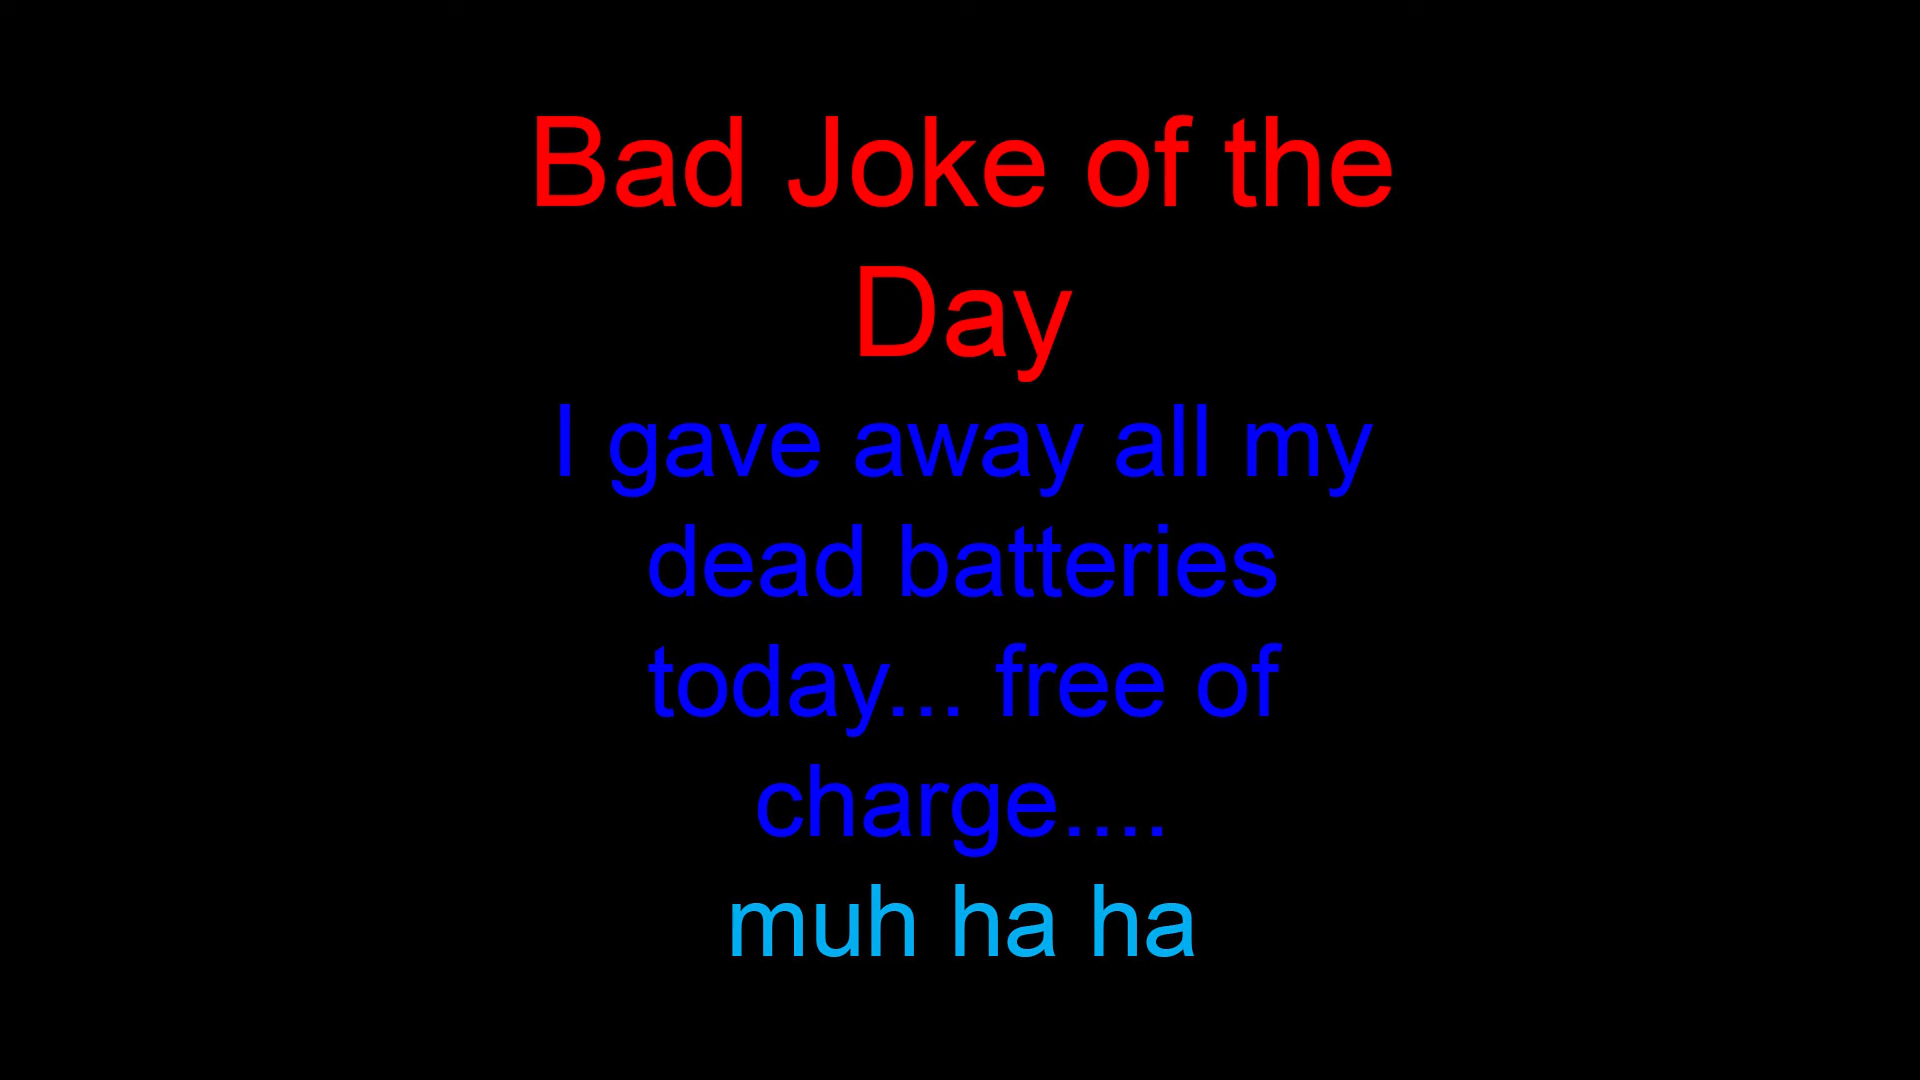 Bad Joke of the
Day
I gave away all my
dead batteries
today... free of
charge....
muh ha ha